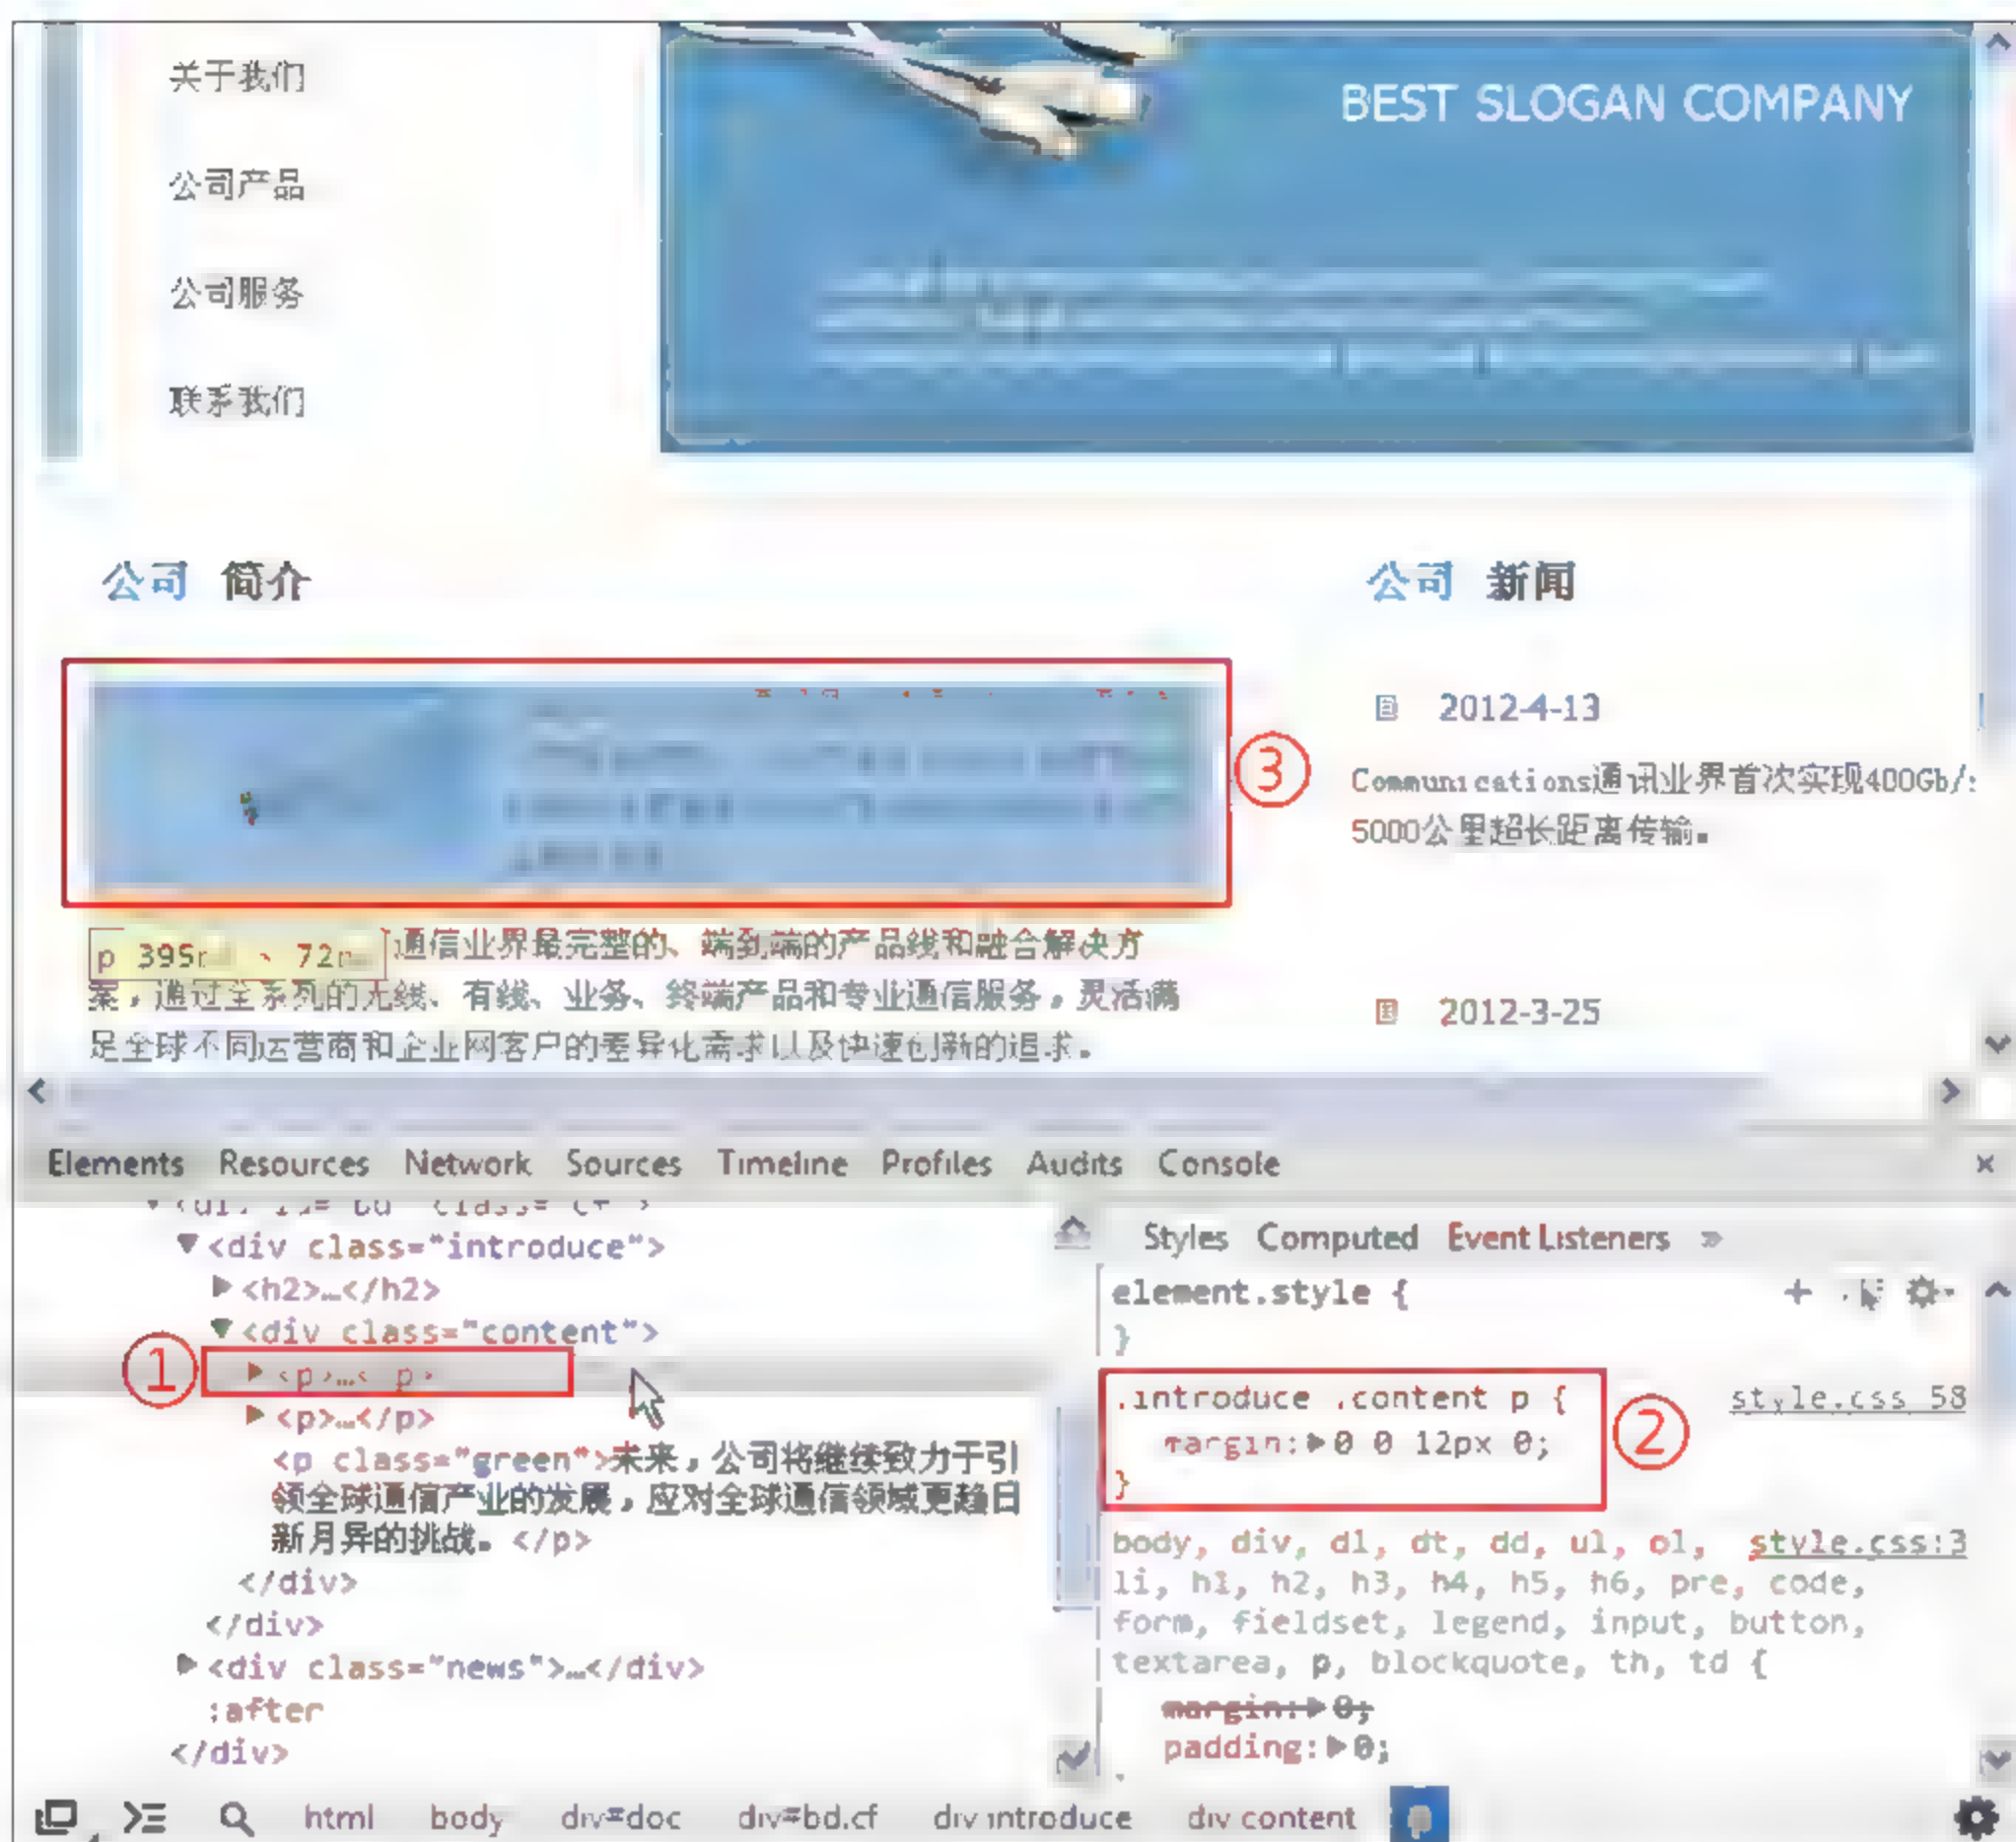 关于我们
公司产品
公司服务
联系我们
BEST SLOGAN COMPANY
公司 简介
公司 新闻
2012-4-13
Communications通讯业界首次实现400Gb/
5000公里超长距离传输。
③
p 395 72
通信业界最完整的、端到端的产品线和融合解决方
案，通过全系列的无线、有线、业务、终端产品和专业通信服务，灵活满
足全球不同运营商和企业网客户的差异化需求以及快速创新的追求。
2012-3-25
Elements Resources Network Sources Timeline Profiles Audits Console ×
<div class="introduce">
<h2>…</h2>
<div class="content">
① <p>…< p>
<p>…</p>
<p class="green">未来，公司将继续致力于引
领全球通信产业的发展，应对全球通信领域更趋日
新月异的挑战。</p>
</div>
</div>
<div class="news">…</div>
:after
</div>
Styles Computed Event Listeners »
element.style {
}
.introduce .content p { style.css 58
margin: 0 0 12px 0;
}
②
body, div, dl, dt, dd, ul, ol, style.css:3
li, h1, h2, h3, h4, h5, h6, pre, code,
form, fieldset, legend, input, button,
textarea, p, blockquote, th, td {
margin: 0;
padding: 0;
html body div#doc div#bd.cf div introduce div content p